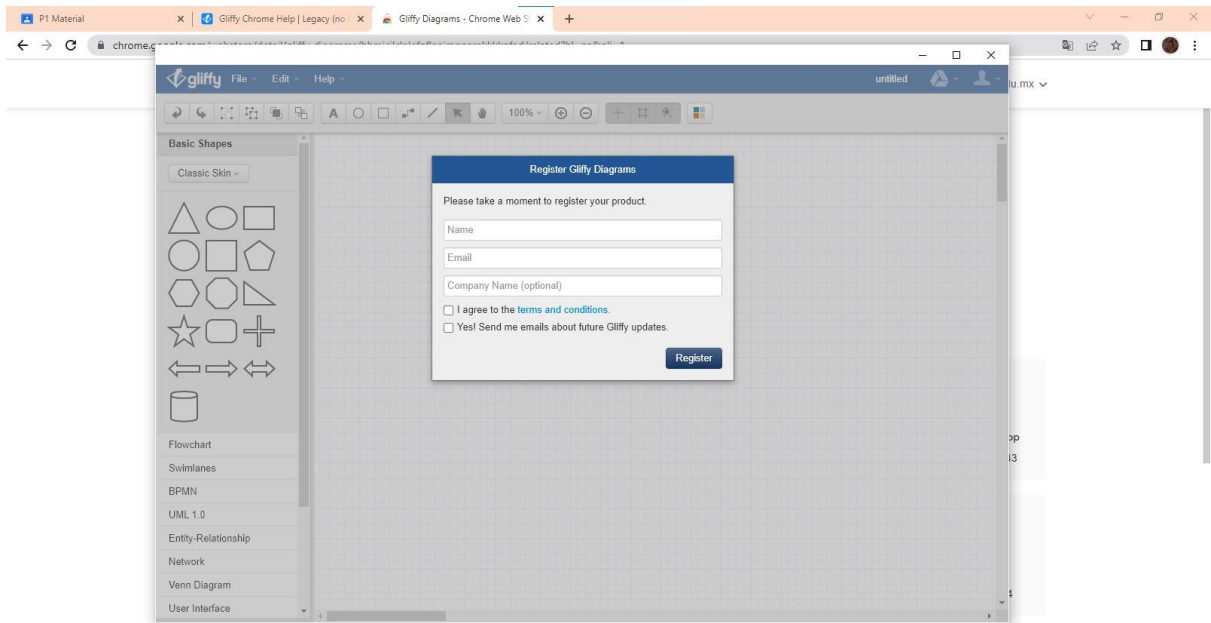 P1 Material
Gliffy Chrome Help | Legacy (no l
Gliffy Diagrams - Chrome Web S
gliffy File Edit Help
untitled
lu.mx
100%
Basic Shapes
Classic Skin
Register Gliffy Diagrams
Please take a moment to register your product.
Name
Email
Company Name (optional)
I agree to the terms and conditions.
Yes! Send me emails about future Gliffy updates.
Register
Flowchart
Swimlanes
BPMN
UML 1.0
Entity-Relationship
Network
Venn Diagram
User Interface